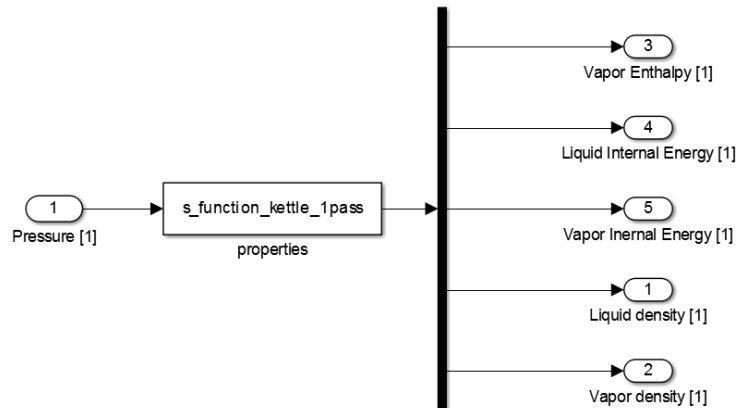 3
Vapor Enthalpy [1]
4
Liquid Internal Energy [1]
1
Pressure [1]
s_function_kettle_1pass
properties
5
Vapor Inernal Energy [1]
1
Liquid density [1]
2
Vapor density [1]